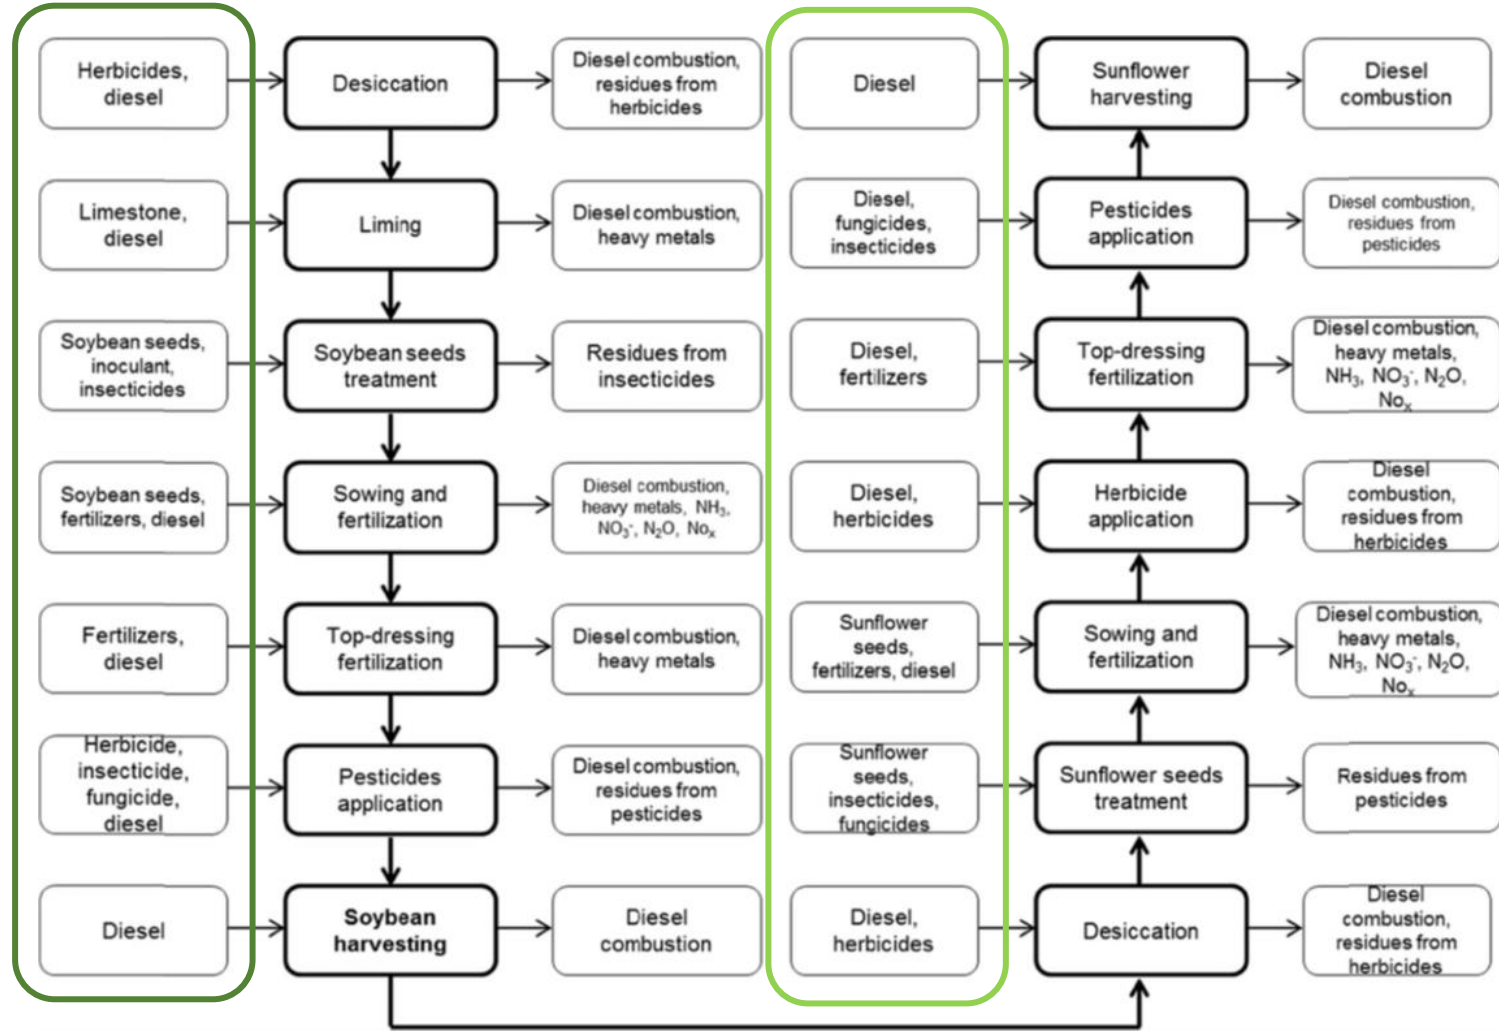 Herbicides,
diesel
Desiccation
Diesel combustion,
residues from
herbicides
Limestone,
diesel
Liming
Diesel combustion,
heavy metals
Soybean seeds,
inoculant,
insecticides
Soybean seeds
treatment
Residues from
insecticides
Soybean seeds,
fertilizers, diesel
Sowing and
fertilization
Diesel combustion,
heavy metals, NH₃,
NO₃⁻, N₂O, Noₓ
Fertilizers,
diesel
Top-dressing
fertilization
Diesel combustion,
heavy metals
Herbicide,
insecticide,
fungicide,
diesel
Pesticides
application
Diesel combustion,
residues from
pesticides
Diesel
Soybean
harvesting
Diesel
combustion
Diesel
Sunflower
harvesting
Diesel
combustion
Diesel,
fungicides,
insecticides
Pesticides
application
Diesel combustion,
residues from
pesticides
Diesel,
fertilizers
Top-dressing
fertilization
Diesel combustion,
heavy metals,
NH₃, NO₃⁻, N₂O,
Noₓ
Diesel,
herbicides
Herbicide
application
Diesel
combustion,
residues from
herbicides
Sunflower
seeds,
fertilizers, diesel
Sowing and
fertilization
Diesel combustion,
heavy metals,
NH₃, NO₃⁻, N₂O,
Noₓ
Sunflower
seeds,
insecticides,
fungicides
Sunflower seeds
treatment
Residues from
pesticides
Diesel,
herbicides
Desiccation
Diesel
combustion,
residues from
herbicides